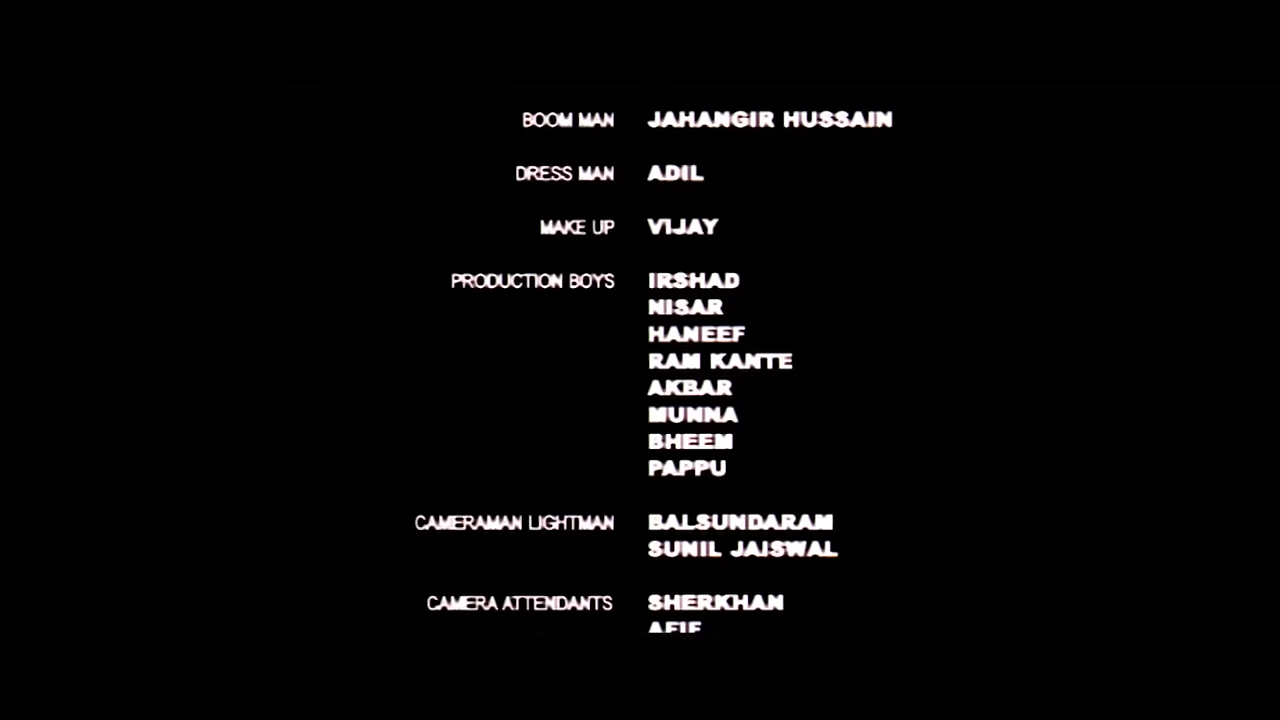 BOOM MAN JAHANGIR HUSSAIN
DRESS MAN ADIL
MAKE UP VIJAY
PRODUCTION BOYS IRSHAD
NISAR
HANEEF
RAM KANTE
AKBAR
MUNNA
BHEEM
PAPPU
CAMERAMAN LIGHTMAN BALSUNDARAM
SUNIL JAISWAL
CAMERA ATTENDANTS SHERKHAN